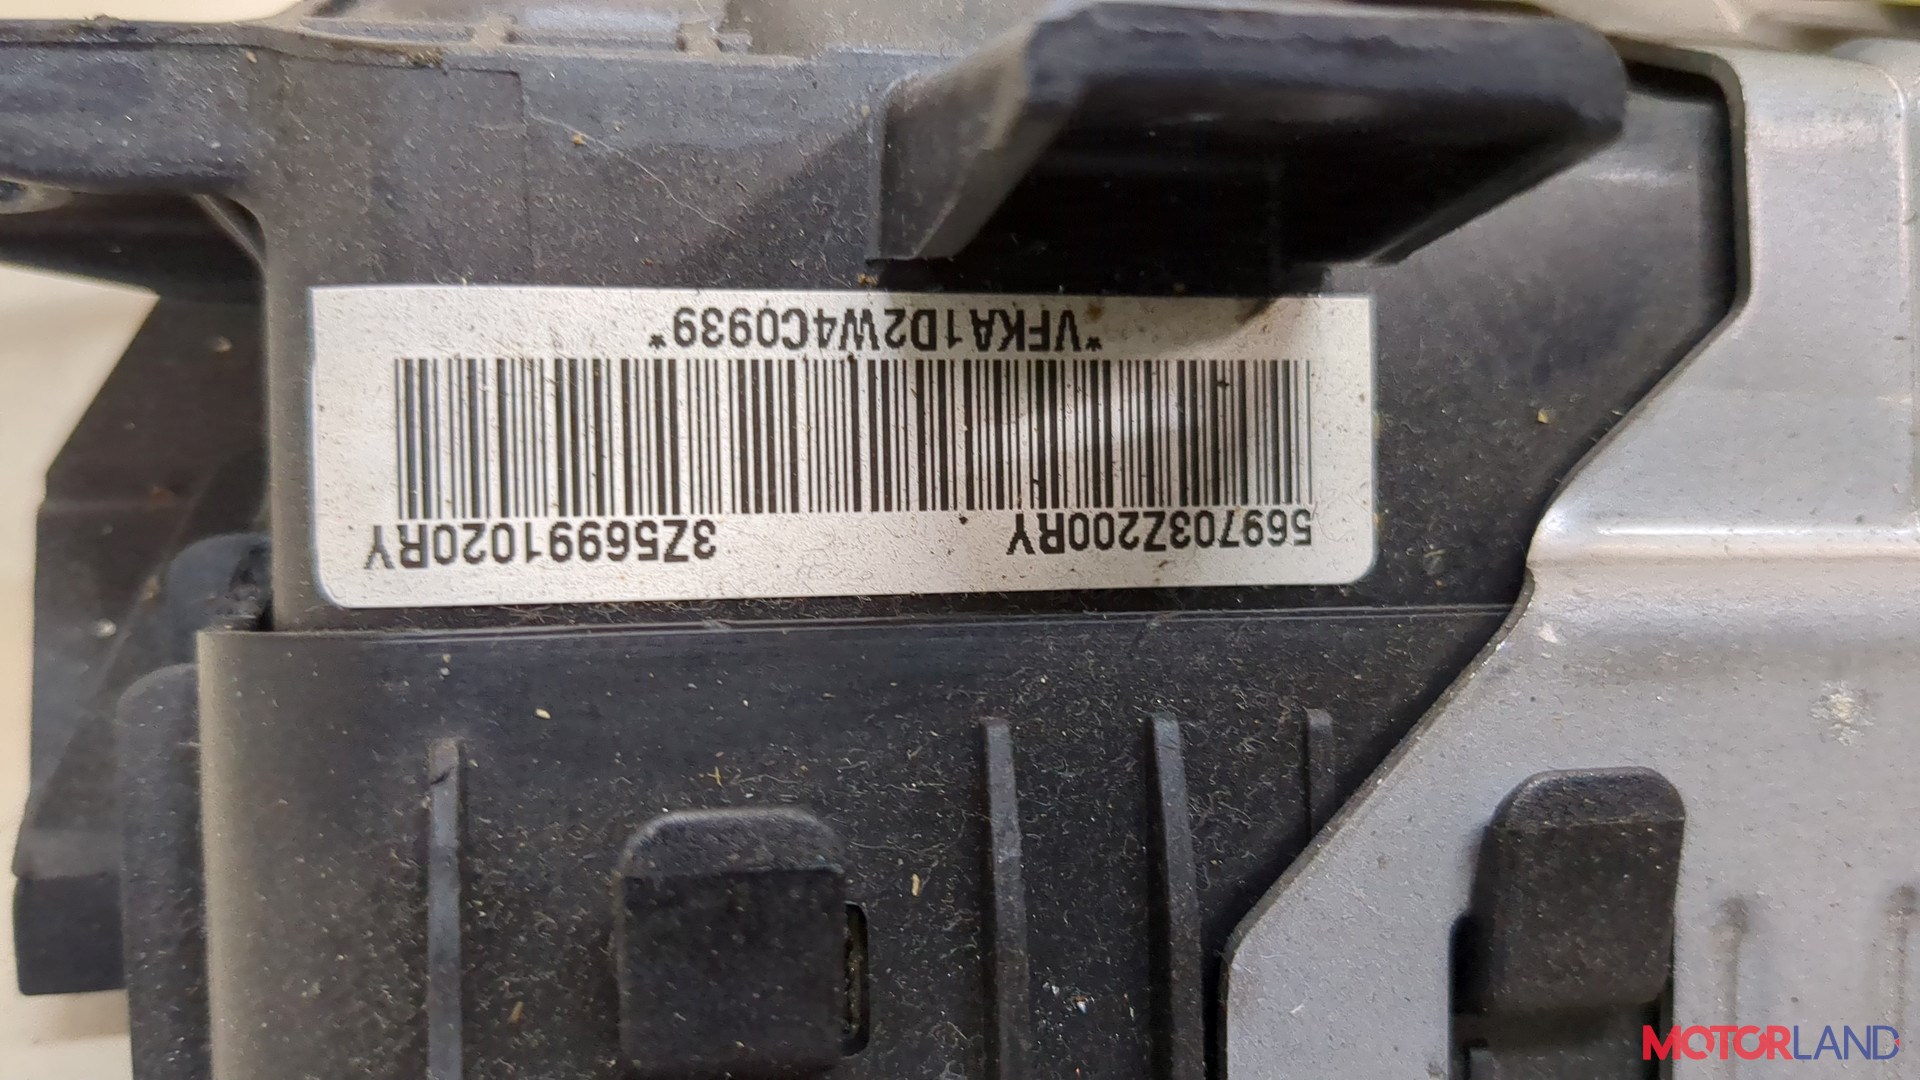 569703Z200RY 3Z56991020RY
*VFKA1D2W4C0939*
MOTORLAND